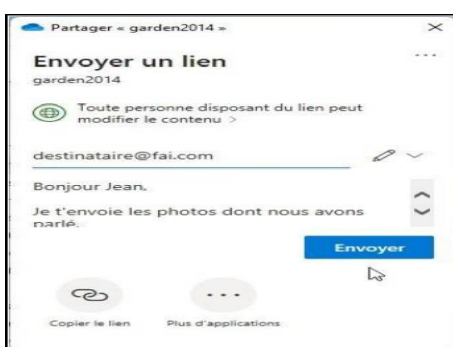 Partager « garden2014 »
Envoyer un lien
garden2014
Toute personne disposant du lien peut
modifier le contenu >
destinataire@fai.com
Bonjour Jean,
Je t'envoie les photos dont nous avons
parlé.
Envoyer
Copier le lien
Plus d'applications